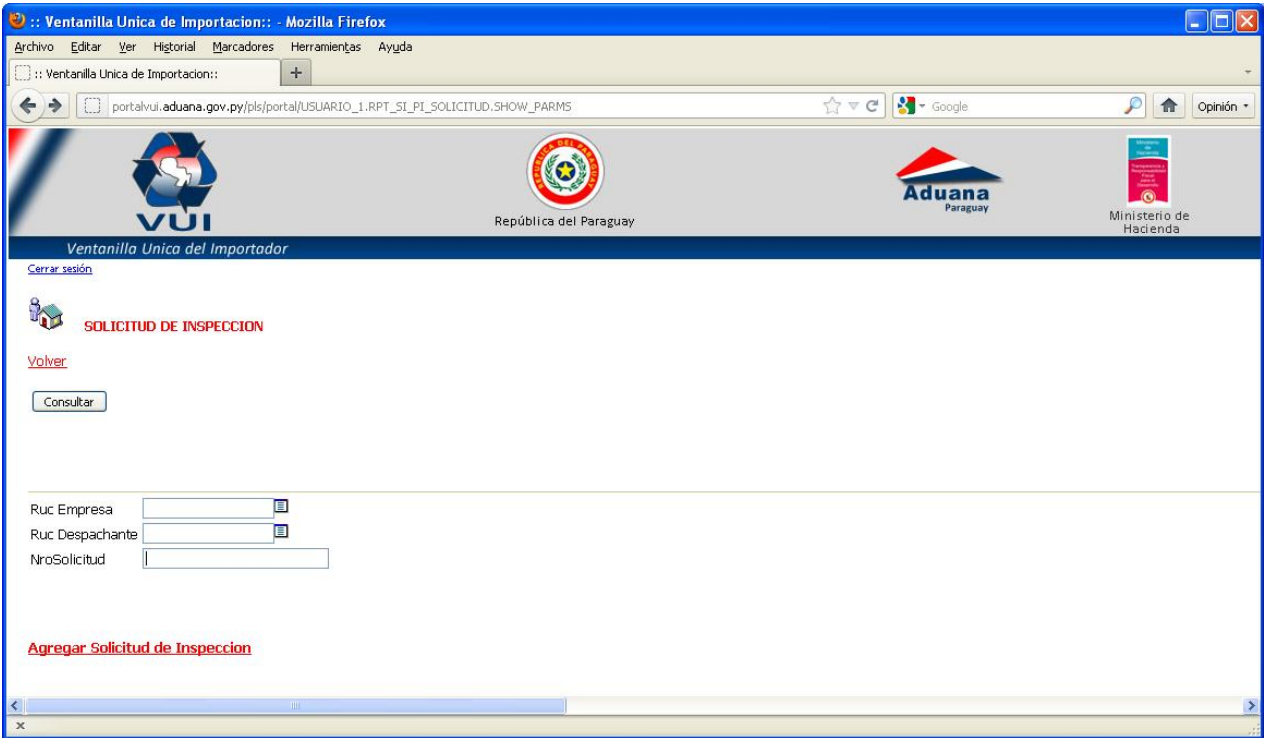 :: Ventanilla Unica de Importacion:: - Mozilla Firefox
Archivo Editar Ver Historial Marcadores Herramientas Ayuda
:: Ventanilla Unica de Importacion:: +
portalvui.aduana.gov.py/pls/portal/USUARIO_1.RPT_SI_PI_SOLICITUD.SHOW_PARMS Google Opinión
REPUBLICA DEL PARAGUAY
VUI
República del Paraguay
Aduana
Paraguay
Ministerio de
Hacienda
Ventanilla Unica del Importador
Cerrar sesión
SOLICITUD DE INSPECCION
Volver
Consultar
Ruc Empresa
Ruc Despachante
NroSolicitud
Agregar Solicitud de Inspeccion
x